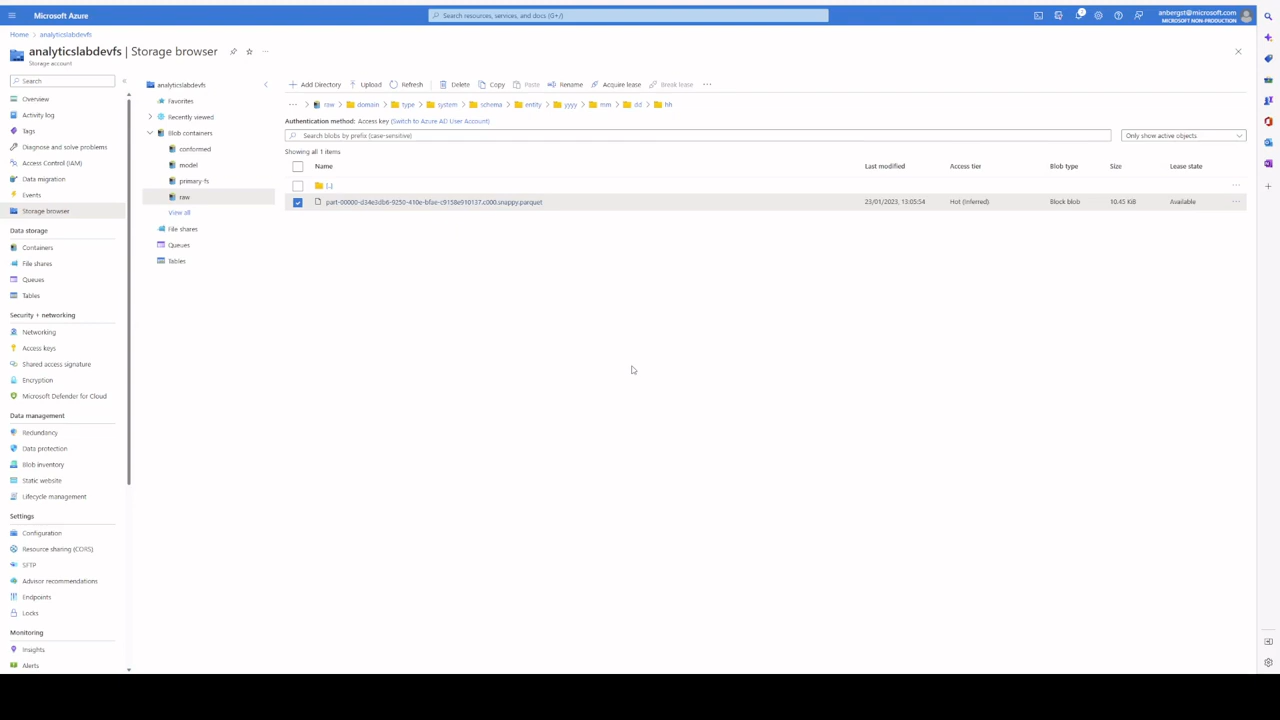 Microsoft Azure
Search resources, services, and docs (G+/)
1
anbergst@microsoft.com
MICROSOFT NON-PRODUCTION
Home > analyticslabdevfs
analyticslabdevfs | Storage browser
Storage account
Search
Overview
Activity log
Tags
Diagnose and solve problems
Access Control (IAM)
Data migration
Events
Storage browser
Data storage
Containers
File shares
Queues
Tables
Security + networking
Networking
Access keys
Shared access signature
Encryption
Microsoft Defender for Cloud
Data management
Redundancy
Data protection
Blob inventory
Static website
Lifecycle management
Settings
Configuration
Resource sharing (CORS)
SFTP
Advisor recommendations
Endpoints
Locks
Monitoring
Insights
Alerts
analyticslabdevfs
Favorites
Recently viewed
Blob containers
conformed
model
primary-fs
raw
View all
File shares
Queues
Tables
Add Directory Upload Refresh Delete Copy Paste Rename Acquire lease Break lease ...
... > raw > domain > type > system > schema > entity > yyyy > mm > dd > hh
Authentication method: Access key (Switch to Azure AD User Account)
Search blobs by prefix (case-sensitive)
Only show active objects
Showing all 1 items
Name Last modified Access tier Blob type Size Lease state
[..]
part-00000-d34e3db6-9250-410e-bfae-c9158e910137.c000.snappy.parquet 23/01/2023, 13:05:54 Hot (Inferred) Block blob 10.45 KiB Available